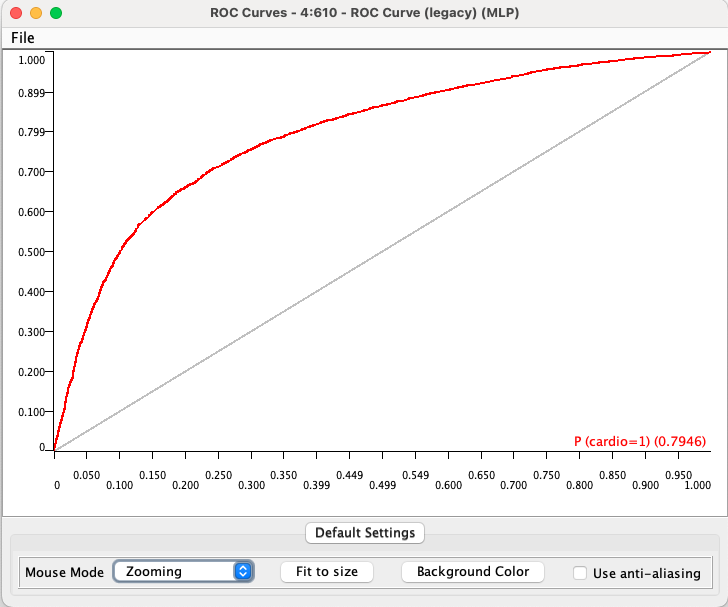 ROC Curves - 4:610 - ROC Curve (legacy) (MLP)
File
1.000
0.899
0.799
0.700
0.600
0.500
0.400
0.300
0.200
0.100
0
P (cardio=1) (0.7946)
0.050 0.150 0.250 0.350 0.449 0.549 0.650 0.750 0.850 0.950
0 0.100 0.200 0.300 0.399 0.499 0.600 0.700 0.800 0.900 1.000
Default Settings
Mouse Mode Zooming Fit to size Background Color Use anti-aliasing